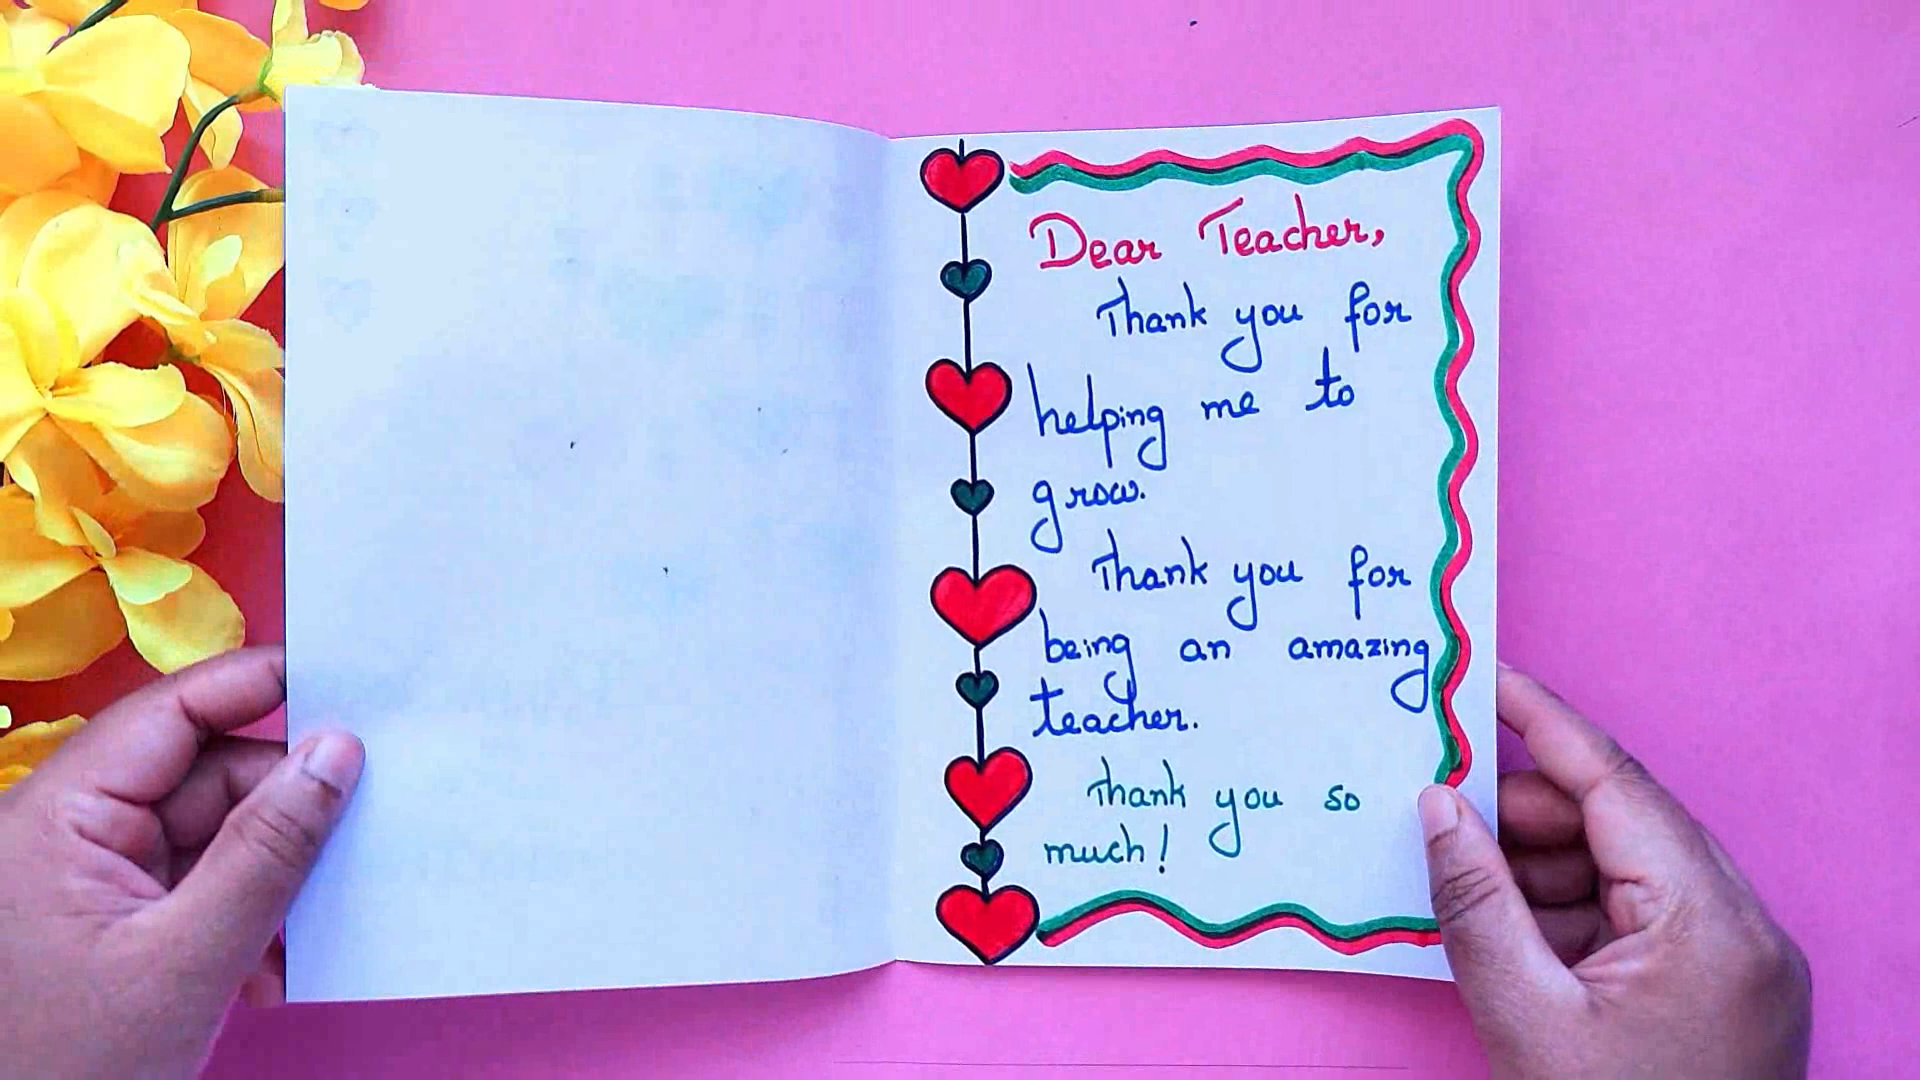 Dear Teacher,
Thank you for
helping me to
grow.
Thank you for
being an amazing
teacher.
Thank you so
much!